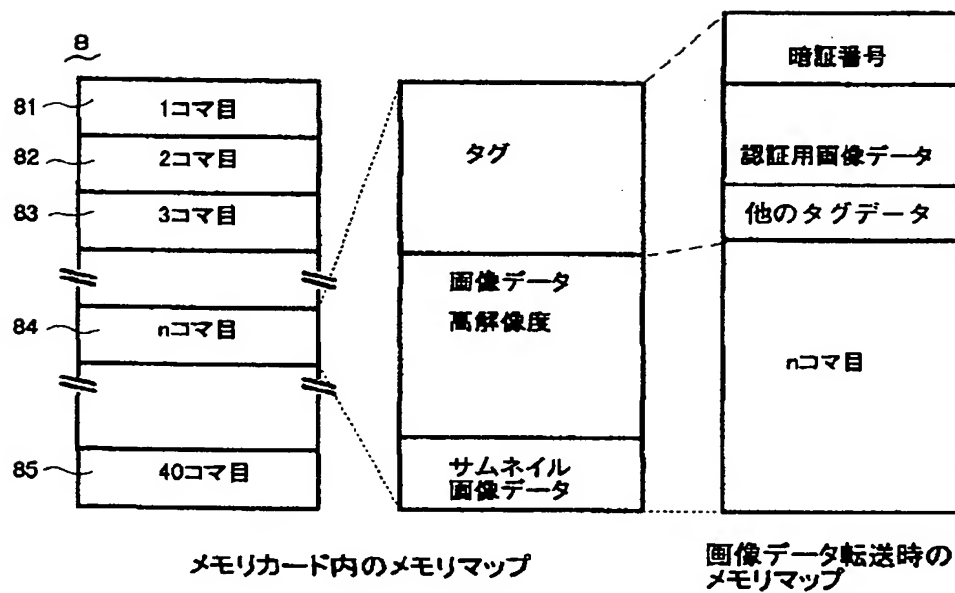 8
81 1コマ目
82 2コマ目
83 3コマ目
84 nコマ目
85 40コマ目
タグ
画像データ
高解像度
サムネイル
画像データ
暗証番号
認証用画像データ
他のタグデータ
nコマ目
メモリカード内のメモリマップ
画像データ転送時の
メモリマップ